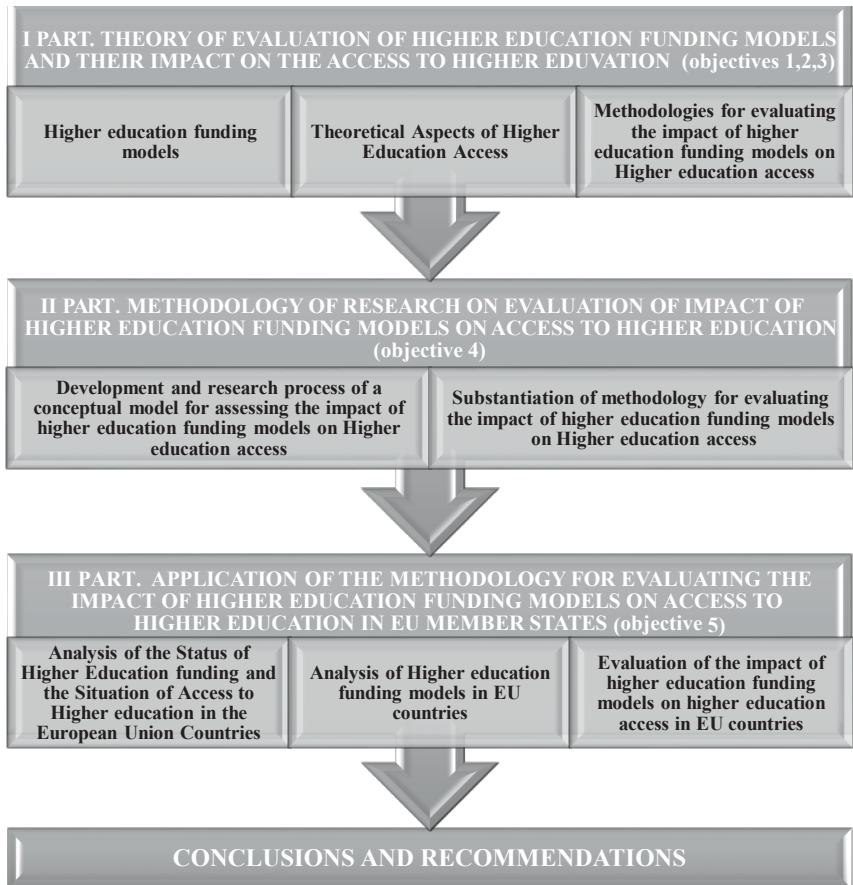 I PART. THEORY OF EVALUATION OF HIGHER EDUCATION FUNDING MODELS
AND THEIR IMPACT ON THE ACCESS TO HIGHER EDUVATION (objectives 1,2,3)
Higher education funding
models
Theoretical Aspects of Higher
Education Access
Methodologies for evaluating
the impact of higher
education funding models on
Higher education access
II PART. METHODOLOGY OF RESEARCH ON EVALUATION OF IMPACT OF
HIGHER EDUCATION FUNDING MODELS ON ACCESS TO HIGHER EDUCATION
(objective 4)
Development and research process of a
conceptual model for assessing the impact of
higher education funding models on Higher
education access
Substantiation of methodology for evaluating
the impact of higher education funding models
on Higher education access
III PART. APPLICATION OF THE METHODOLOGY FOR EVALUATING THE
IMPACT OF HIGHER EDUCATION FUNDING MODELS ON ACCESS TO
HIGHER EDUCATION IN EU MEMBER STATES (objective 5)
Analysis of the Status of
Higher Education funding and
the Situation of Access to
Higher education in the
European Union Countries
Analysis of Higher education
funding models in EU
countries
Evaluation of the impact of
higher education funding
models on higher education
access in EU countries
CONCLUSIONS AND RECOMMENDATIONS